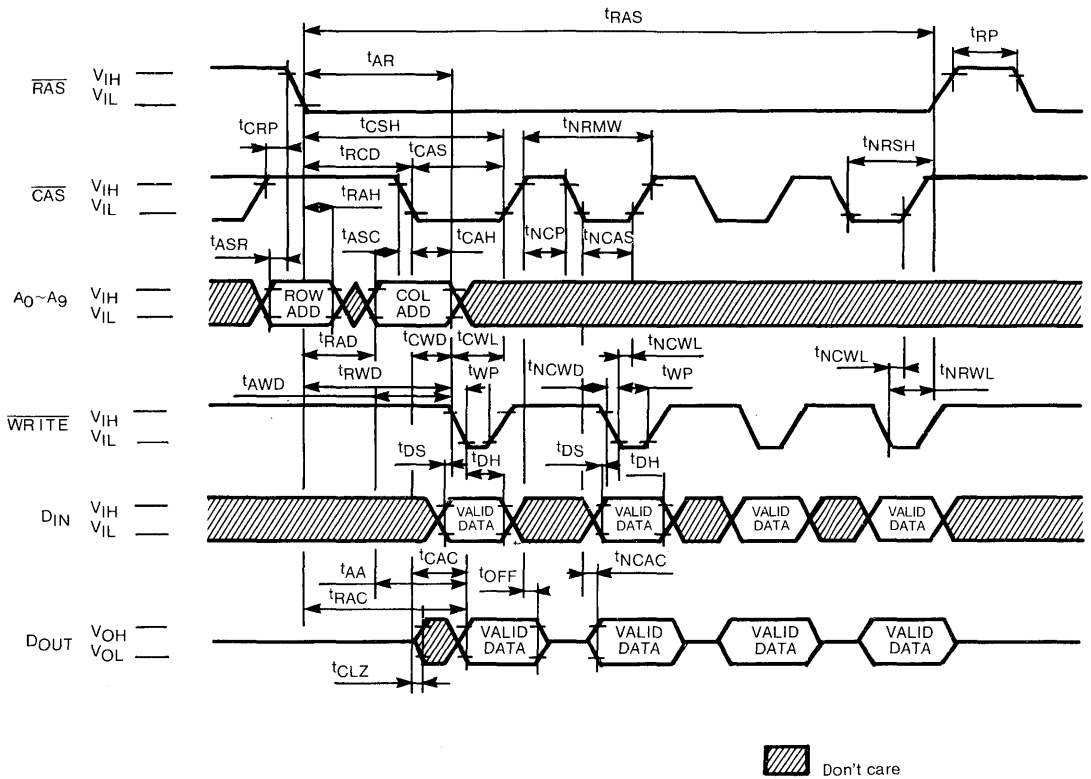 tRAS
tRP
tAR
RAS VIH
VIL
tCRP
tCSH
tNRMW
tRCD tCAS
tNRSH
CAS VIH
VIL
tRAH
tASR
tASC
tCAH
tNCP tNCAS
A0~A9 VIH
VIL
ROW ADD
COL ADD
tRAD
tCWD tCWL
tNCWL
tNCWL
tRWD
tWP
tNCWD
tWP
tNRWL
tAWD
WRITE VIH
VIL
tDS
tDH
tDS
tDH
DIN VIH
VIL
VALID DATA
VALID DATA
VALID DATA
VALID DATA
tCAC
tNCAC
tAA
tOFF
tRAC
DOUT VOH
VOL
VALID DATA
VALID DATA
VALID DATA
VALID DATA
tCLZ
Don't care